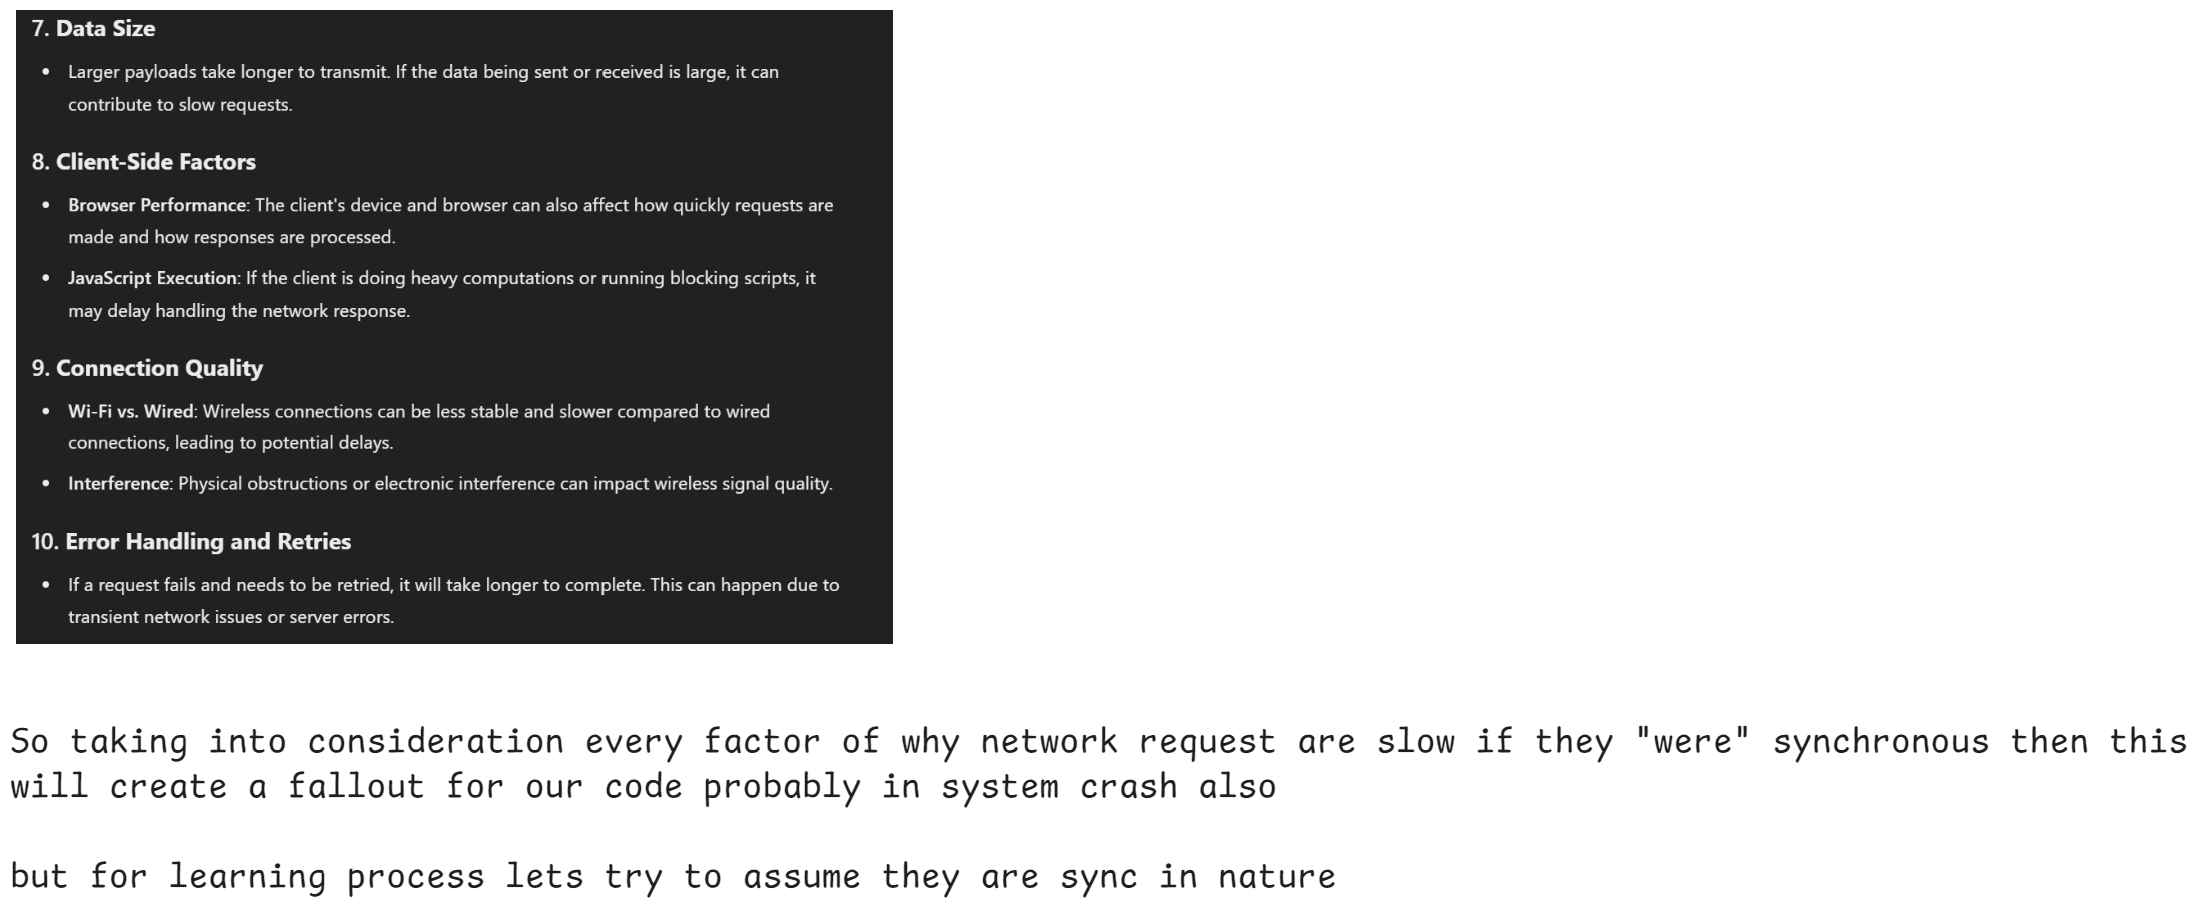 7. Data Size
• Larger payloads take longer to transmit. If the data being sent or received is large, it can
contribute to slow requests.
8. Client-Side Factors
• Browser Performance: The client's device and browser can also affect how quickly requests are
made and how responses are processed.
• JavaScript Execution: If the client is doing heavy computations or running blocking scripts, it
may delay handling the network response.
9. Connection Quality
• Wi-Fi vs. Wired: Wireless connections can be less stable and slower compared to wired
connections, leading to potential delays.
• Interference: Physical obstructions or electronic interference can impact wireless signal quality.
10. Error Handling and Retries
• If a request fails and needs to be retried, it will take longer to complete. This can happen due to
transient network issues or server errors.
So taking into consideration every factor of why network request are slow if they "were" synchronous then this
will create a fallout for our code probably in system crash also
but for learning process lets try to assume they are sync in nature